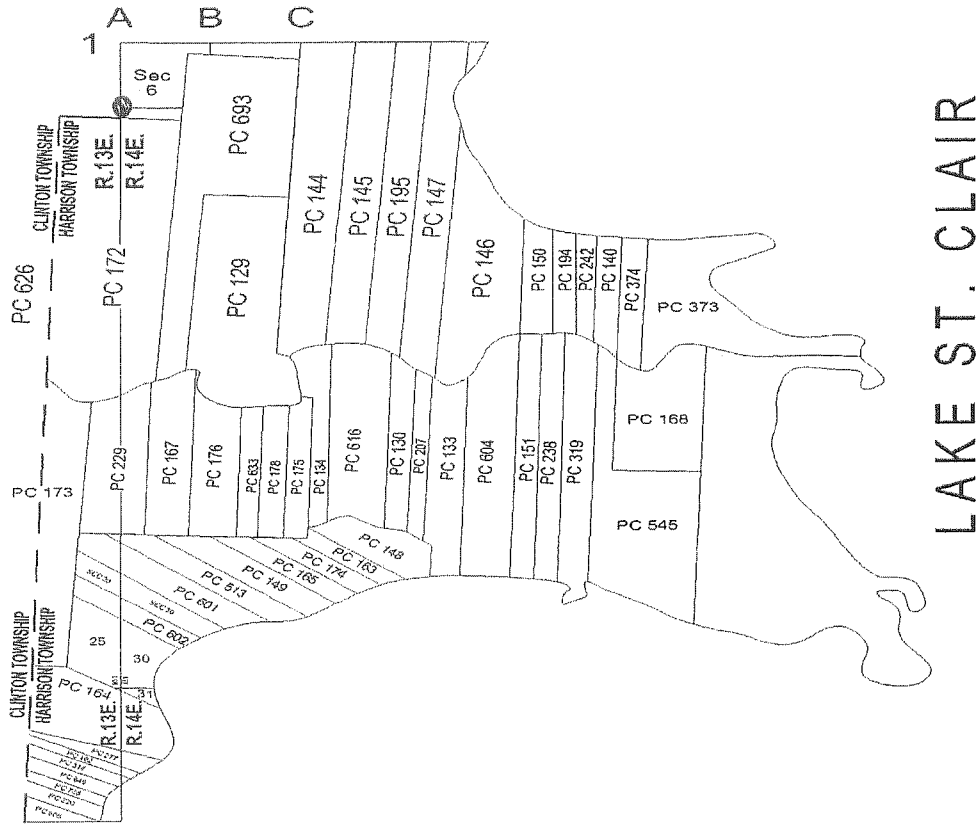 A
B
C
1
Sec
6
PC 693
CLINTON TOWNSHIP
HARRISON TOWNSHIP
R.13E.
R.14E.
PC 626
PC 172
PC 129
PC 144
PC 145
PC 195
PC 147
PC 146
PC 150
PC 194
PC 242
PC 140
PC 374
PC 373
LAKE ST. CLAIR
PC 173
PC 229
PC 167
PC 176
PC 633
PC 178
PC 175
PC 134
PC 616
PC 130
PC 207
PC 133
PC 604
PC 151
PC 238
PC 319
PC 168
PC 545
PC 148
PC 163
PC 174
PC 165
PC 149
PC 513
PC 601
PC 602
25
30
31
CLINTON TOWNSHIP
HARRISON TOWNSHIP
PC 164
R.13E.
R.14E.